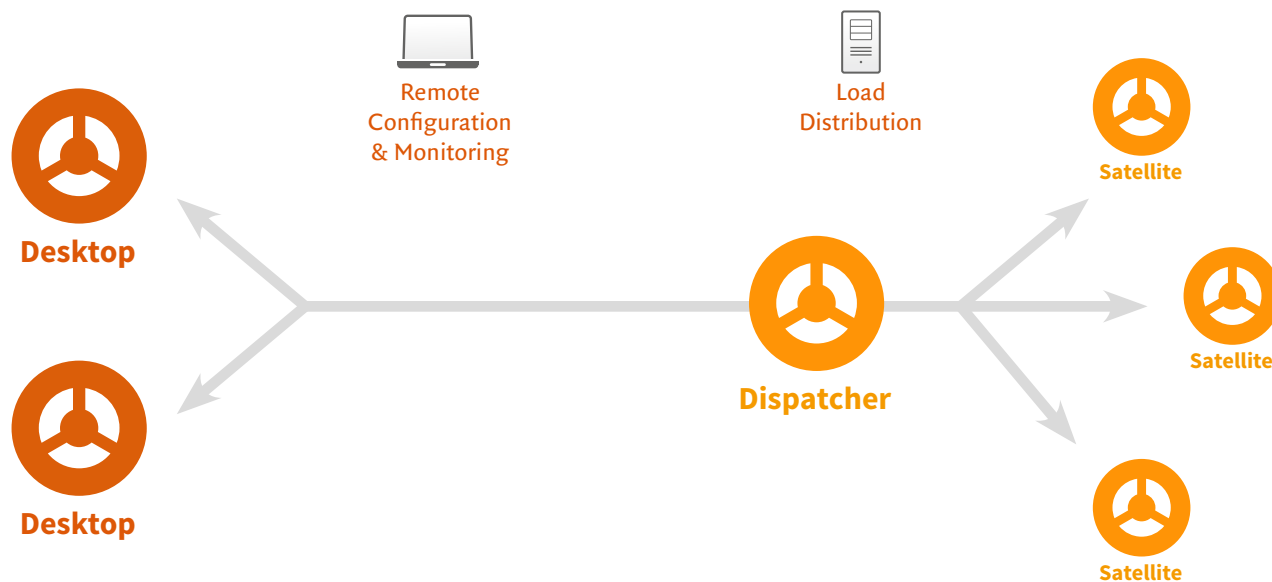 Remote
Configuration
& Monitoring
Load
Distribution
Satellite
Desktop
Satellite
Dispatcher
Desktop
Satellite